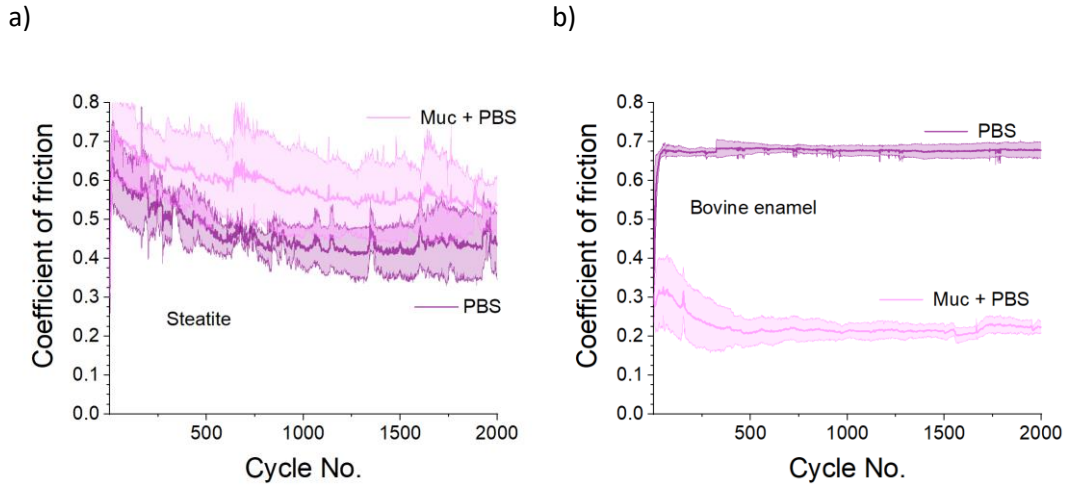 a)
b)
0.8
0.7
0.6
0.5
0.4
0.3
0.2
0.1
0.0
Coefficient of friction
Muc + PBS
PBS
Steatite
500
1000
1500
2000
Cycle No.
0.8
0.7
0.6
0.5
0.4
0.3
0.2
0.1
0.0
Coefficient of friction
PBS
Bovine enamel
Muc + PBS
500
1000
1500
2000
Cycle No.